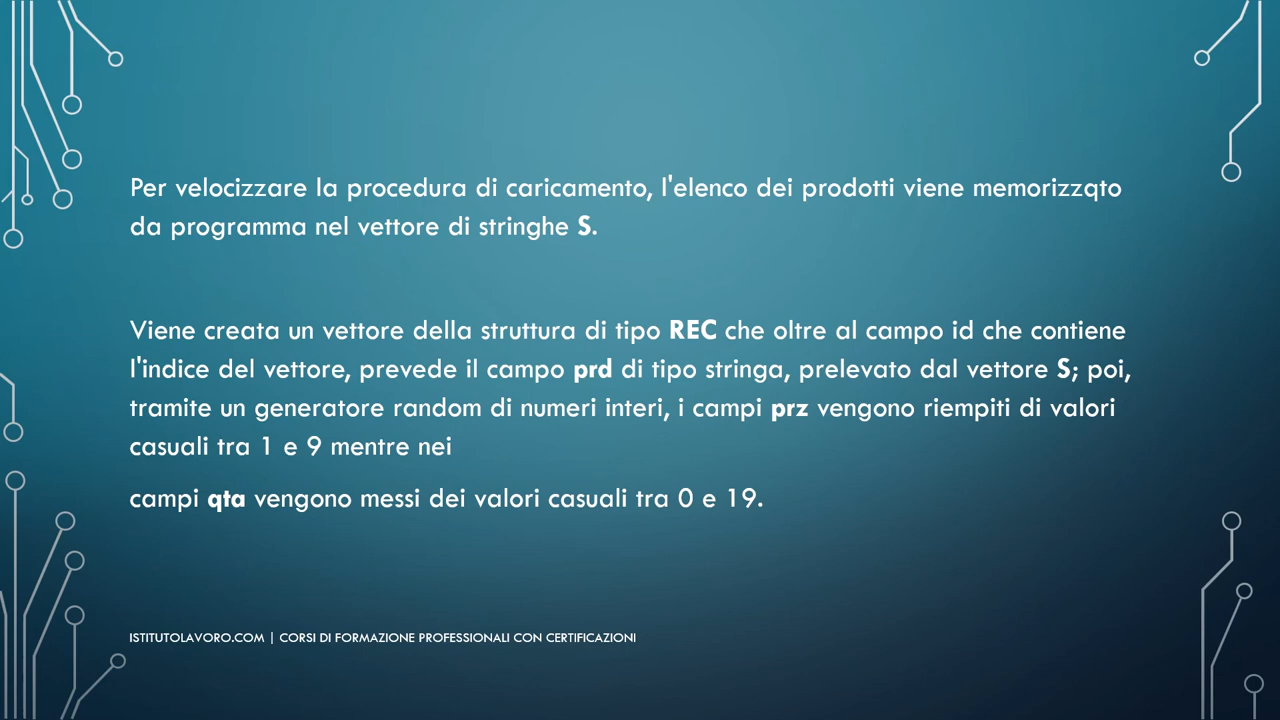 Per velocizzare la procedura di caricamento, l'elenco dei prodotti viene memorizzqto
da programma nel vettore di stringhe S.
Viene creata un vettore della struttura di tipo REC che oltre al campo id che contiene
l'indice del vettore, prevede il campo prd di tipo stringa, prelevato dal vettore S; poi,
tramite un generatore random di numeri interi, i campi prz vengono riempiti di valori
casuali tra 1 e 9 mentre nei
campi qta vengono messi dei valori casuali tra 0 e 19.
ISTITUTOLAVORO.COM | CORSI DI FORMAZIONE PROFESSIONALI CON CERTIFICAZIONI